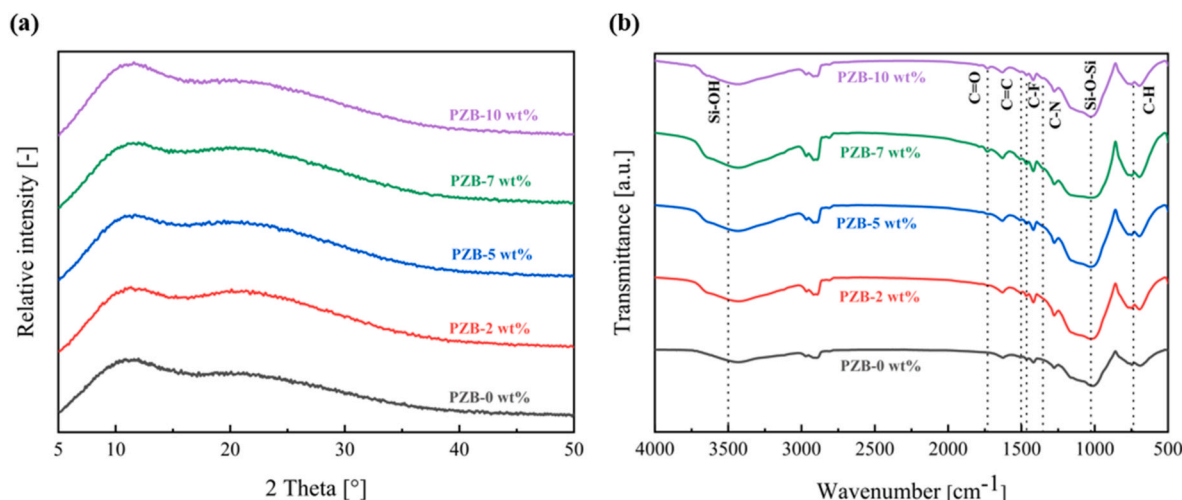 (a)
Relative intensity [-]
PZB-10 wt%
PZB-7 wt%
PZB-5 wt%
PZB-2 wt%
PZB-0 wt%
5 10 20 30 40 50
2 Theta [°]
(b)
Transmittance [a.u.]
Si-OH
C=O
C=C
C-F
C-N
Si-O-Si
C-H
PZB-10 wt%
PZB-7 wt%
PZB-5 wt%
PZB-2 wt%
PZB-0 wt%
4000 3500 3000 2500 2000 1500 1000 500
Wavenumber [cm-1]